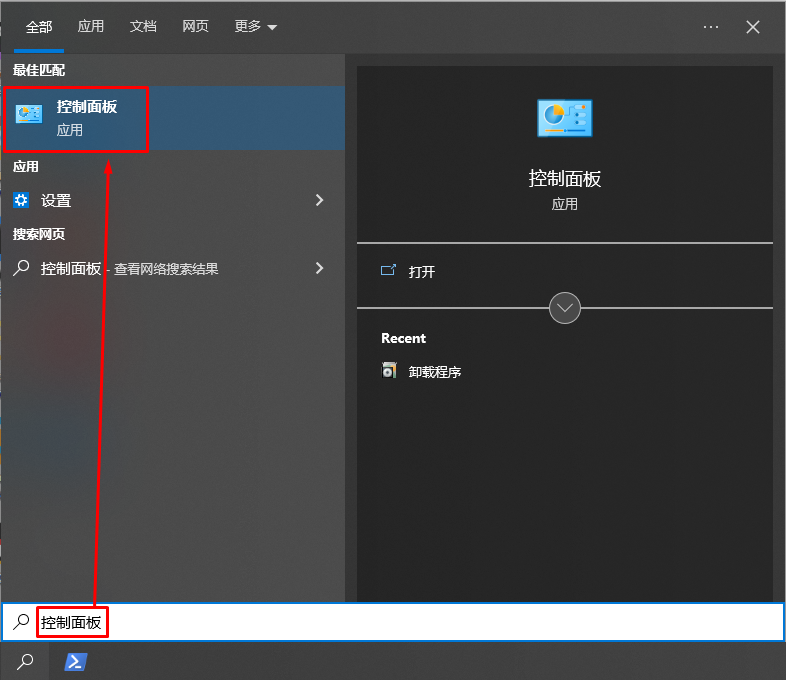 全部 应用 文档 网页 更多
最佳匹配
控制面板
应用
应用
设置
搜索网页
控制面板 - 查看网络搜索结果
控制面板
应用
打开
Recent
卸载程序
控制面板